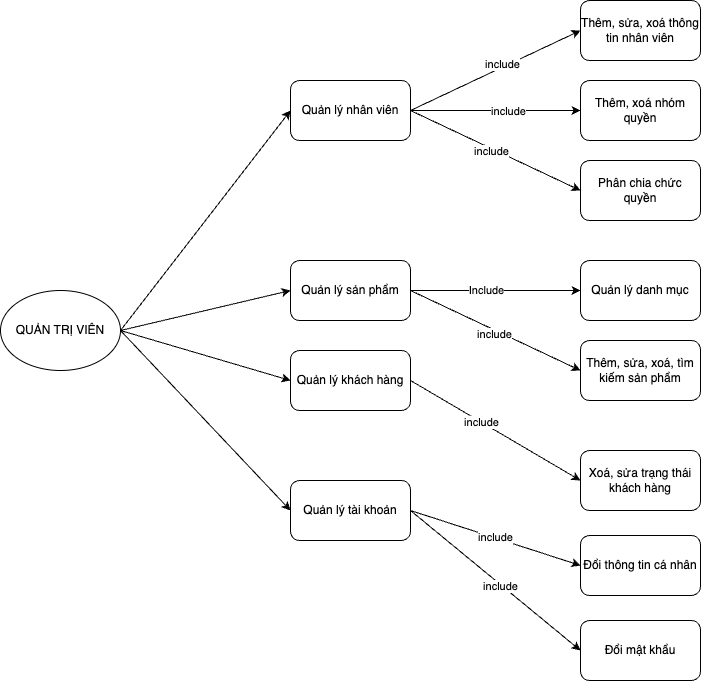 Thêm, sửa, xoá thông
tin nhân viên
include
Quản lý nhân viên
include
Thêm, xoá nhóm
quyền
include
Phân chia chức
quyền
Quản lý sản phẩm
Include
Quản lý danh mục
QUẢN TRỊ VIÊN
include
Thêm, sửa, xoá, tìm
kiếm sản phẩm
Quản lý khách hàng
include
Xoá, sửa trạng thái
khách hàng
Quản lý tài khoản
include
Đổi thông tin cá nhân
include
Đổi mật khẩu